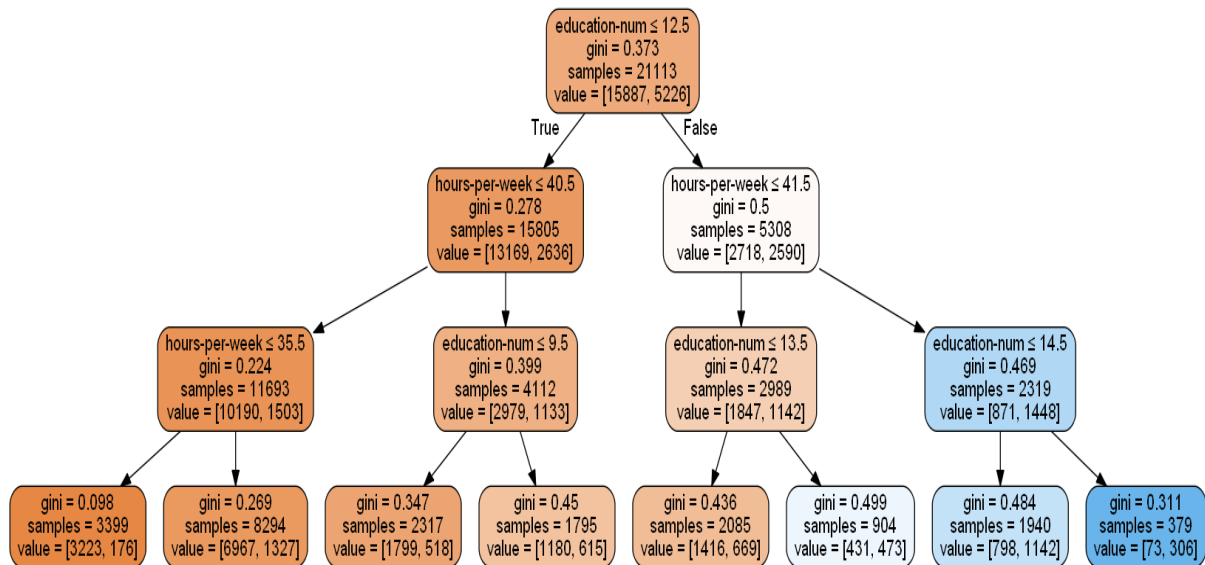 education-num ≤ 12.5
gini = 0.373
samples = 21113
value = [15887, 5226]
True
False
hours-per-week ≤ 40.5
gini = 0.278
samples = 15805
value = [13169, 2636]
hours-per-week ≤ 41.5
gini = 0.5
samples = 5308
value = [2718, 2590]
hours-per-week ≤ 35.5
gini = 0.224
samples = 11693
value = [10190, 1503]
education-num ≤ 9.5
gini = 0.399
samples = 4112
value = [2979, 1133]
education-num ≤ 13.5
gini = 0.472
samples = 2989
value = [1847, 1142]
education-num ≤ 14.5
gini = 0.469
samples = 2319
value = [871, 1448]
gini = 0.098
samples = 3399
value = [3223, 176]
gini = 0.269
samples = 8294
value = [6967, 1327]
gini = 0.347
samples = 2317
value = [1799, 518]
gini = 0.45
samples = 1795
value = [1180, 615]
gini = 0.436
samples = 2085
value = [1416, 669]
gini = 0.499
samples = 904
value = [431, 473]
gini = 0.484
samples = 1940
value = [798, 1142]
gini = 0.311
samples = 379
value = [73, 306]